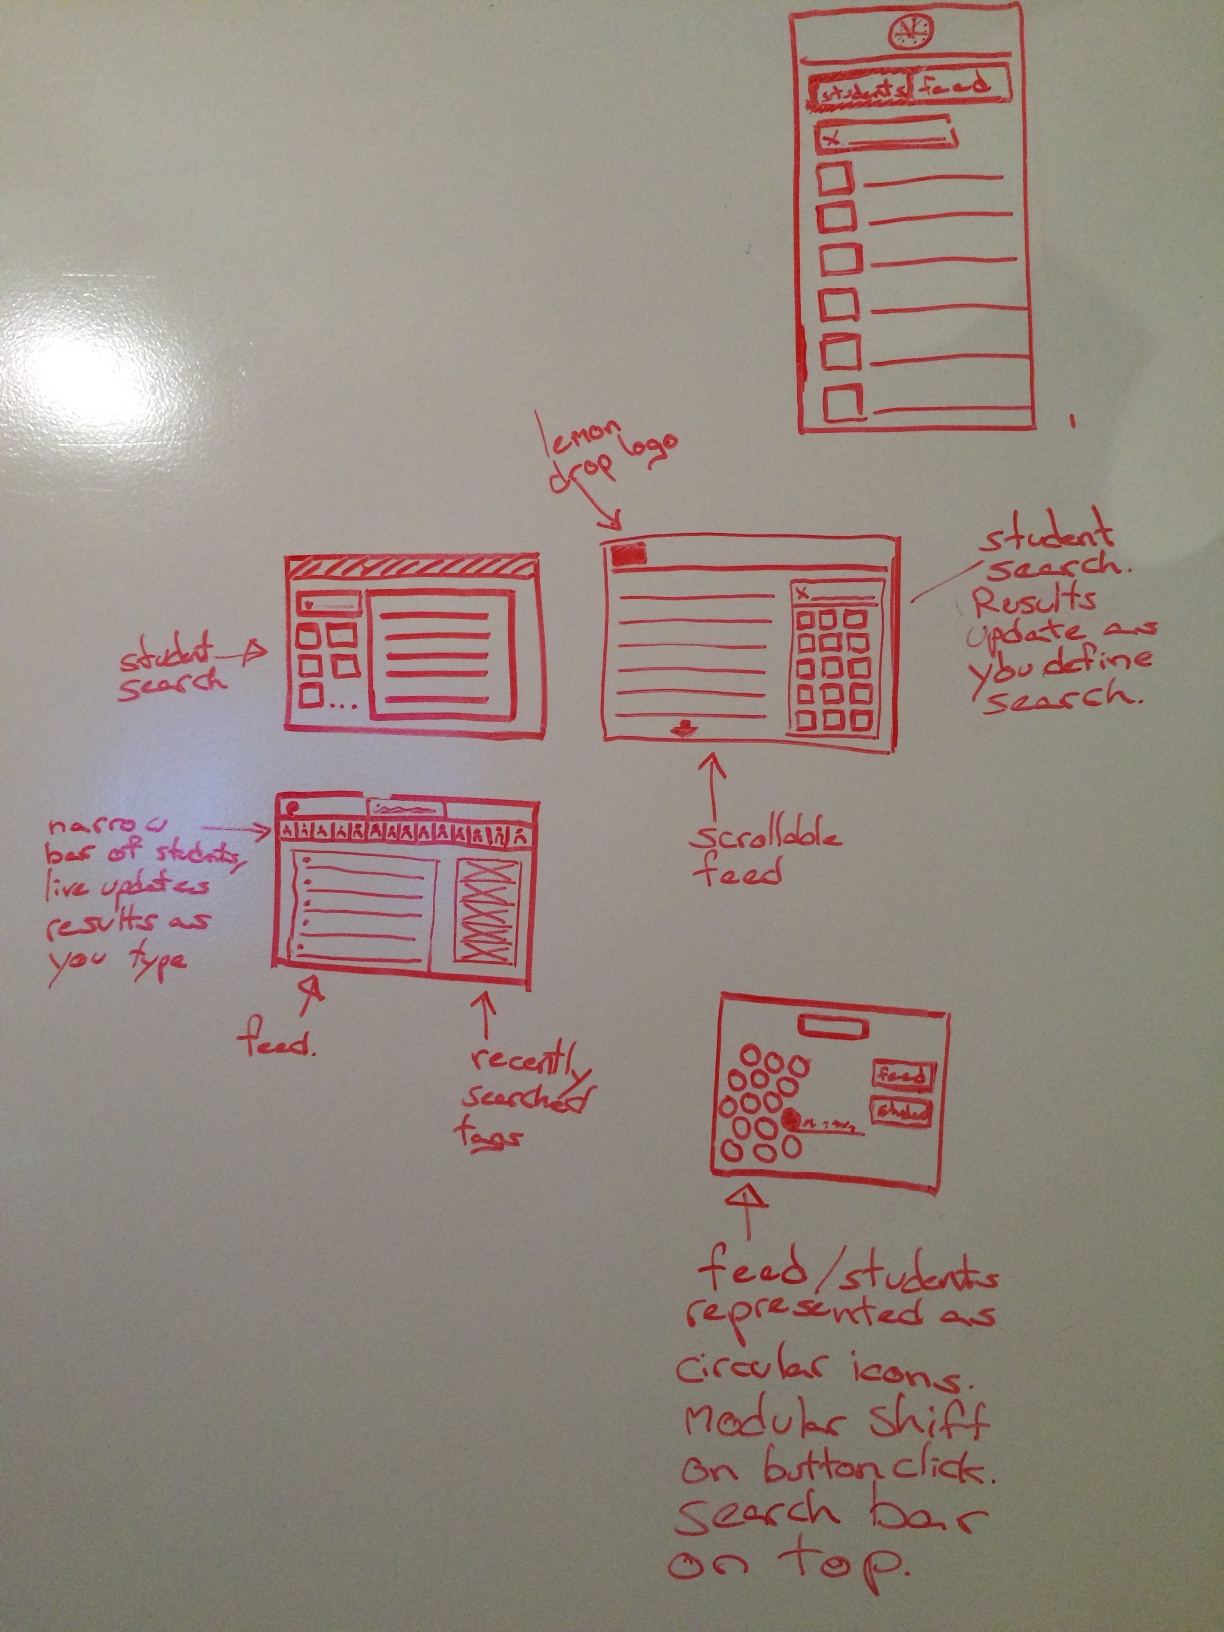 students feed
x
lemon
drop logo
student
search.
Results
update as
you define
search.
student
search
x
narrow
bar of students,
live updates
results as
you type
scrollable
feed
feed.
recently
searched
tags
feed
student
feed/students
represented as
circular icons.
Modular shift
on button click.
Search bar
on top.